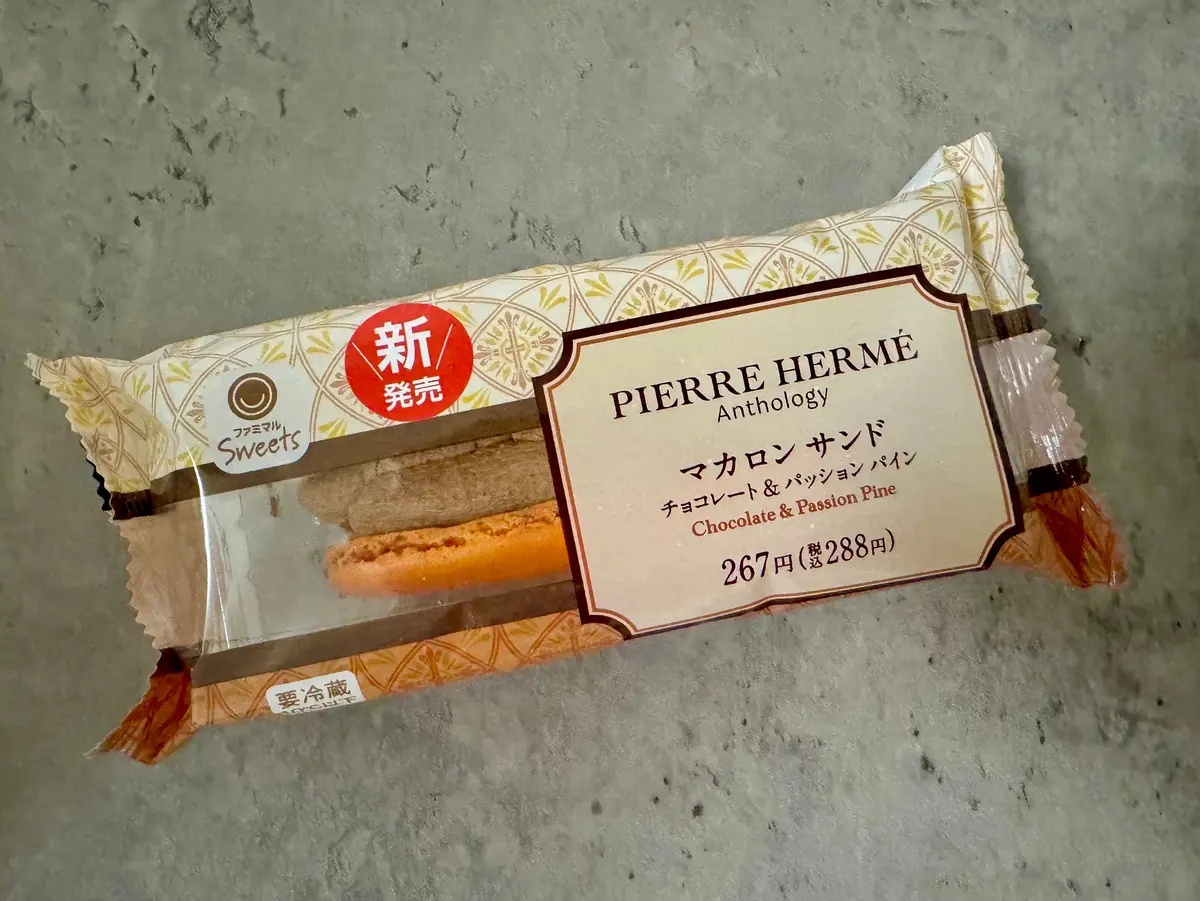 新
発売
ファミマル
Sweets
PIERRE HERMÉ
Anthology
マカロン サンド
チョコレート & パッション パイン
Chocolate & Passion Pine
267円(税込288円)
要冷蔵